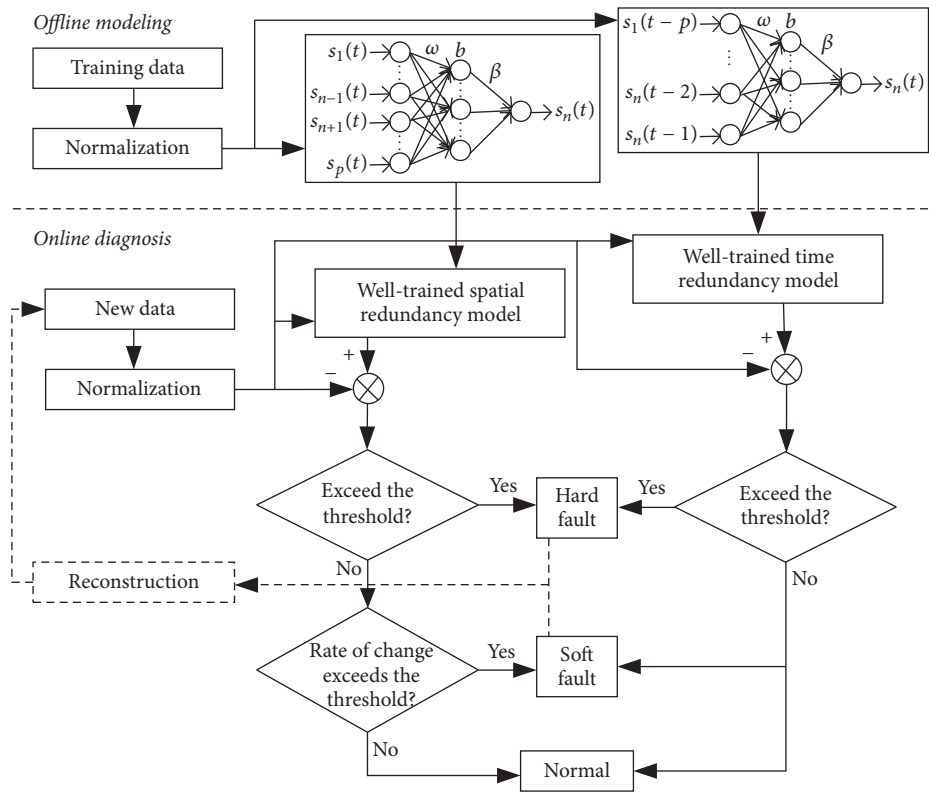 Offline modeling
Training data
Normalization
s₁(t)
sₙ₋₁(t)
sₙ₊₁(t)
sₚ(t)
ω
b
β
sₙ(t)
s₁(t − p)
sₙ(t − 2)
sₙ(t − 1)
ω
b
β
sₙ(t)
Online diagnosis
New data
Normalization
Well-trained spatial
redundancy model
Well-trained time
redundancy model
+
−
+
−
Exceed the
threshold?
Yes
Hard
fault
Yes
Exceed the
threshold?
No
No
Reconstruction
Rate of change
exceeds the
threshold?
Yes
Soft
fault
No
Normal